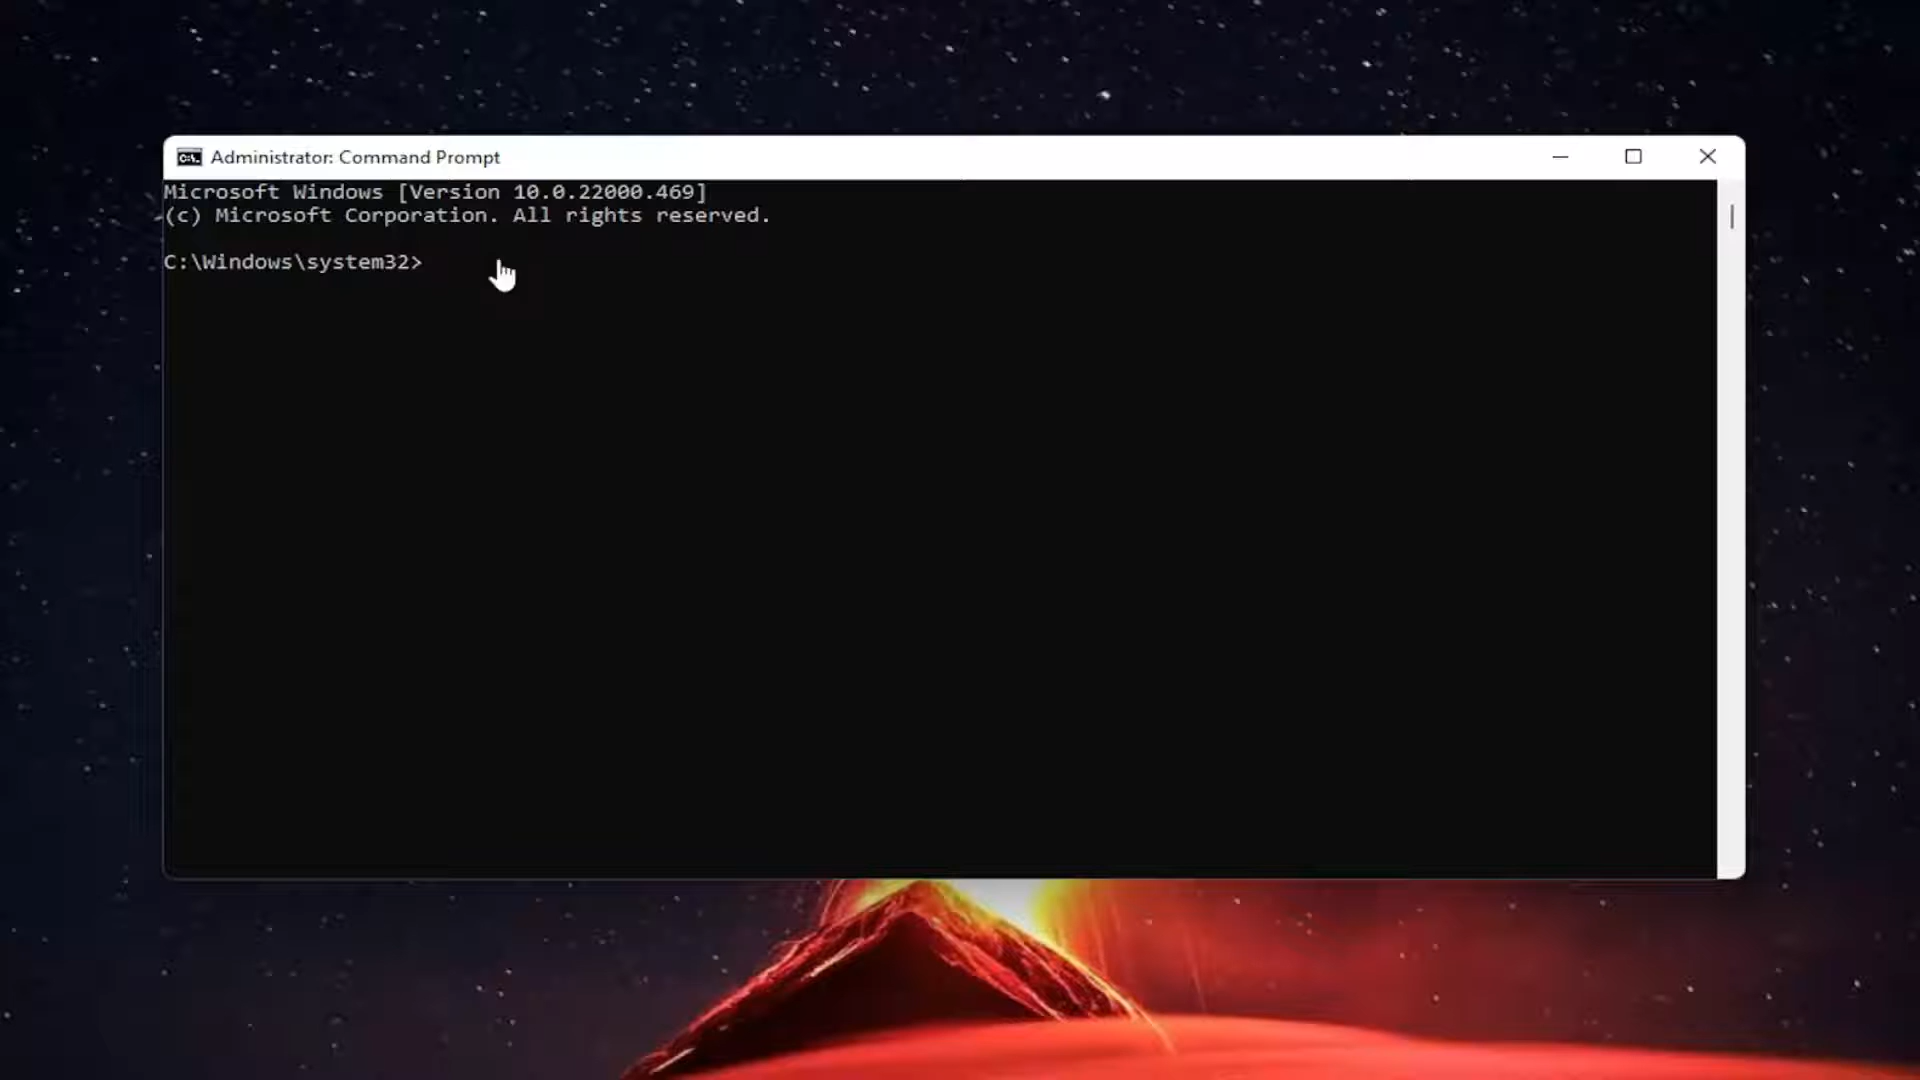 Administrator: Command Prompt
Microsoft Windows [Version 10.0.22000.469]
(c) Microsoft Corporation. All rights reserved.
C:\Windows\system32>